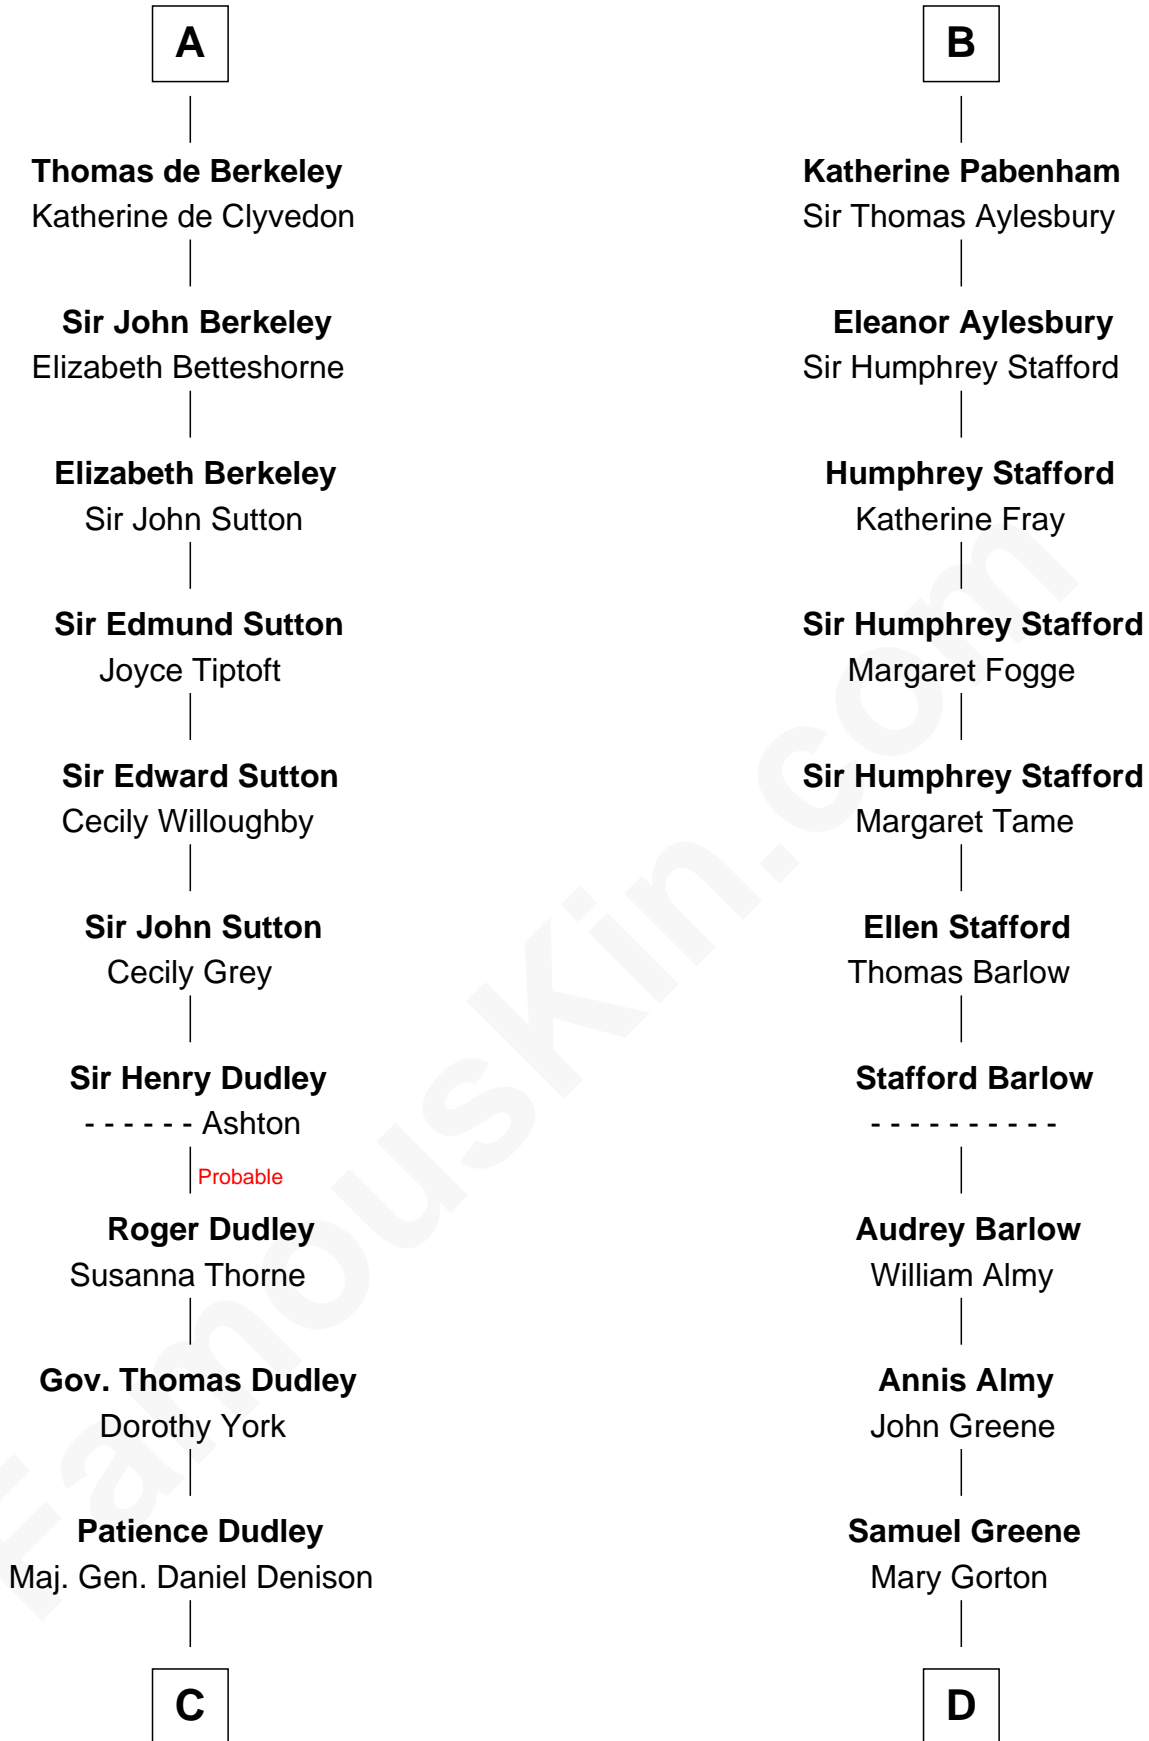 A
Thomas de Berkeley
Katherine de Clyvedon
Sir John Berkeley
Elizabeth Betteshorne
Elizabeth Berkeley
Sir John Sutton
Sir Edmund Sutton
Joyce Tiptoft
Sir Edward Sutton
Cecily Willoughby
Sir John Sutton
Cecily Grey
Sir Henry Dudley
- - - - - - Ashton
Probable
Roger Dudley
Susanna Thorne
Gov. Thomas Dudley
Dorothy York
Patience Dudley
Maj. Gen. Daniel Denison
C
B
Katherine Pabenham
Sir Thomas Aylesbury
Eleanor Aylesbury
Sir Humphrey Stafford
Humphrey Stafford
Katherine Fray
Sir Humphrey Stafford
Margaret Fogge
Sir Humphrey Stafford
Margaret Tame
Ellen Stafford
Thomas Barlow
Stafford Barlow
- - - - - - - - - -
Audrey Barlow
William Almy
Annis Almy
John Greene
Samuel Greene
Mary Gorton
D
FamousKin.com